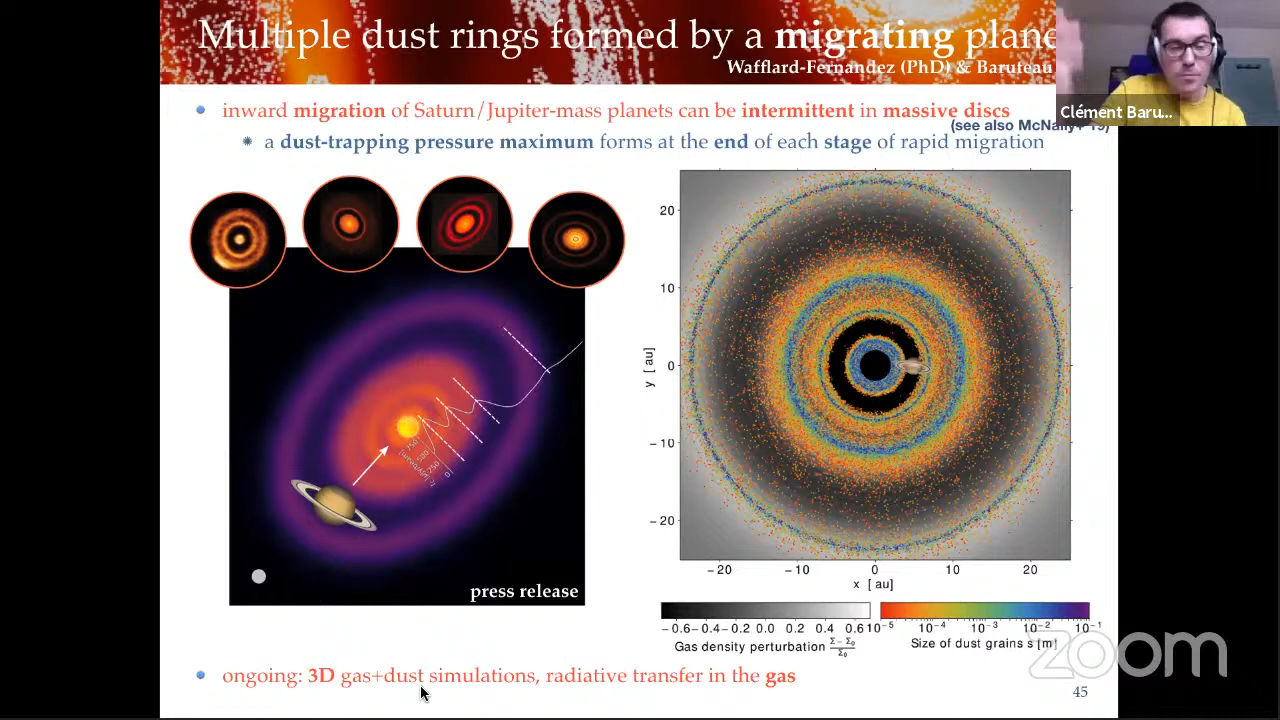 Multiple dust rings formed by a migrating plane
Wafflard-Fernandez (PhD) & Baruteau
Clément Baru...
inward migration of Saturn/Jupiter-mass planets can be intermittent in massive discs
(see also McNally+ 19)
a dust-trapping pressure maximum forms at the end of each stage of rapid migration
750
500
250
0
press release
20
10
0
−10
−20
y [au]
−20 −10 0 10 20
x [au]
−0.6 −0.4 −0.2 0.0 0.2 0.4 0.6
Gas density perturbation Σ−Σ0 / Σ0
10-5 10-4 10-3 10-2 10-1
Size of dust grains s [m]
zoom
ongoing: 3D gas+dust simulations, radiative transfer in the gas
45